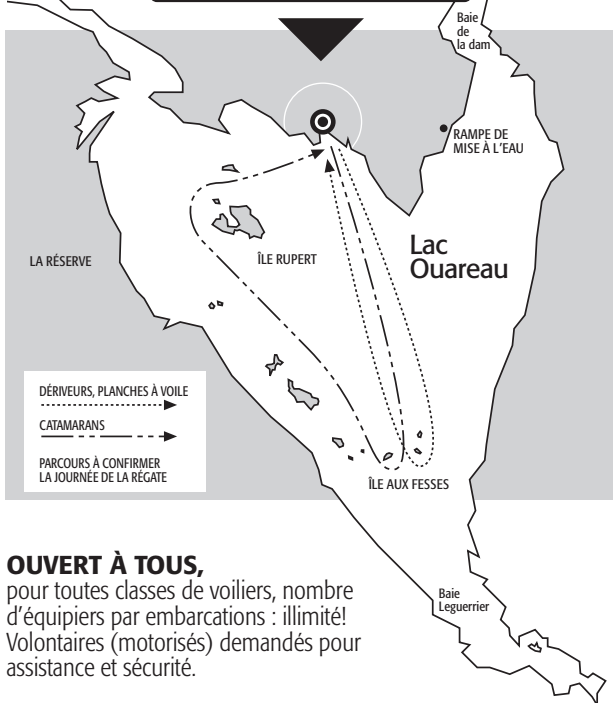 Baie
de
la dam
RAMPE DE
MISE À L'EAU
Lac
Ouareau
LA RÉSERVE
ÎLE RUPERT
DÉRIVEURS, PLANCHES À VOILE
CATAMARANS
PARCOURS À CONFIRMER
LA JOURNÉE DE LA RÉGATE
ÎLE AUX FESSES
OUVERT À TOUS,
pour toutes classes de voiliers, nombre
d'équipiers par embarcations : illimité!
Volontaires (motorisés) demandés pour
assistance et sécurité.
Baie
Leguerrier